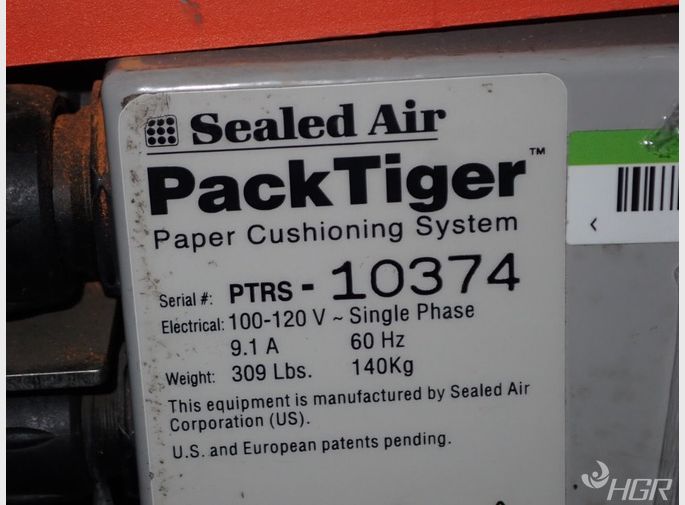 Sealed Air
PackTiger™
Paper Cushioning System
Serial #: PTRS - 10374
Electrical: 100-120 V ~ Single Phase
9.1 A 60 Hz
Weight: 309 Lbs. 140Kg
This equipment is manufactured by Sealed Air
Corporation (US).
U.S. and European patents pending.
HGR